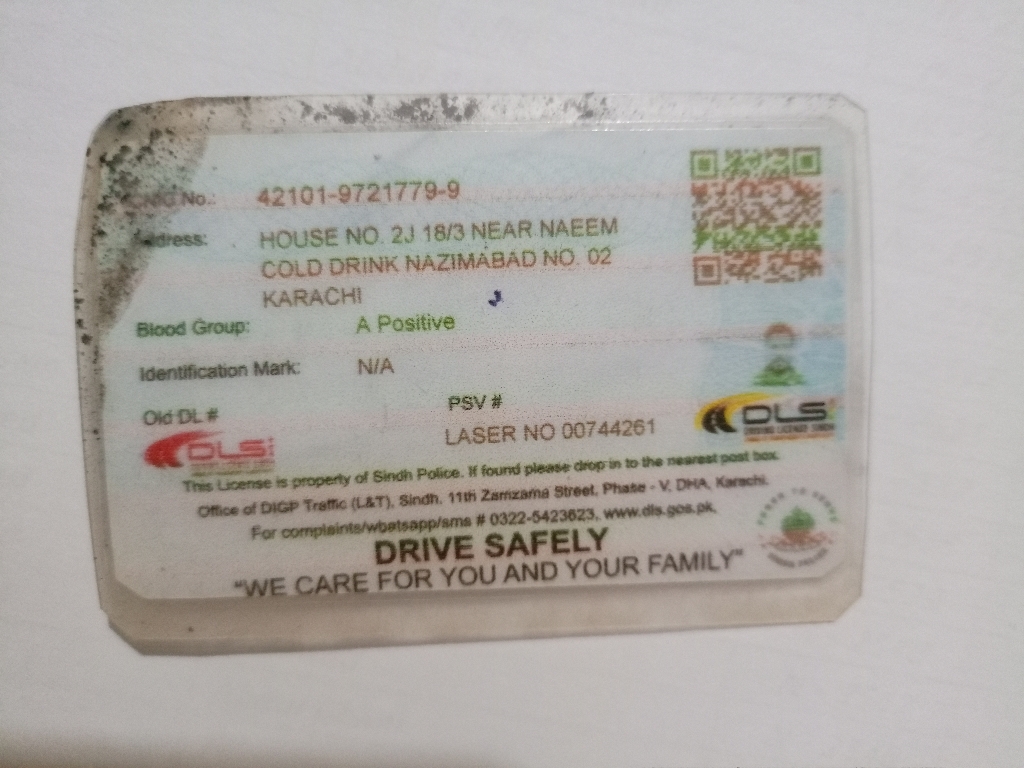 CNIC No.: 42101-9721779-9
Address: HOUSE NO. 2J 18/3 NEAR NAEEM
COLD DRINK NAZIMABAD NO. 02
KARACHI
Blood Group: A Positive
Identification Mark: N/A
Old DL #
PSV #
LASER NO 00744261
DLS
DLS
This License is property of Sindh Police. If found please drop in to the nearest post box.
Office of DIGP Traffic (L&T), Sindh, 11th Zamzama Street, Phase - V, DHA, Karachi.
For complaints/whatsapp/sms # 0322-5423623, www.dls.gos.pk,
DRIVE SAFELY
"WE CARE FOR YOU AND YOUR FAMILY"